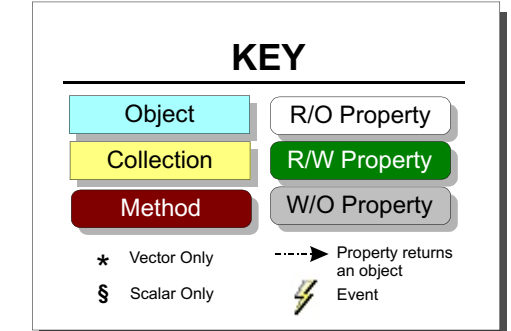 KEY
Object
R/O Property
Collection
R/W Property
Method
W/O Property
* Vector Only
Property returns
an object
§ Scalar Only
Event